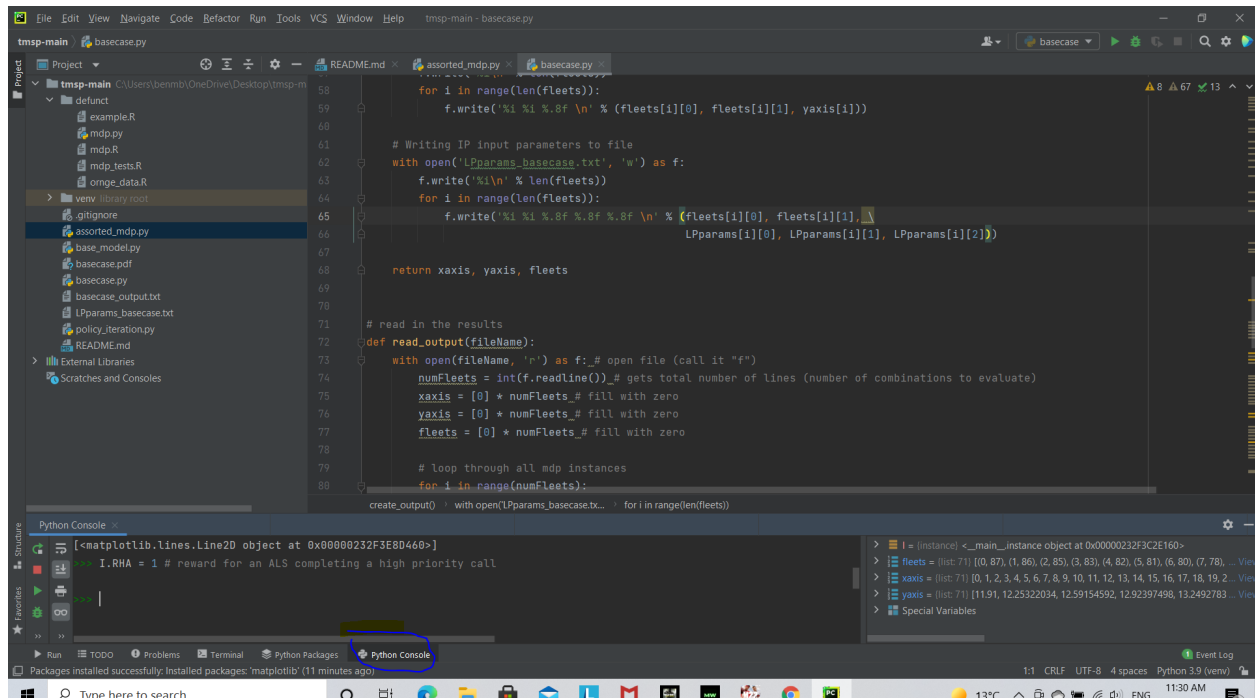 File Edit View Navigate Code Refactor Run Tools VCS Window Help tmsp-main - basecase.py
tmsp-main basecase.py basecase
Project README.md assorted_mdp.py basecase.py
Project
tmsp-main C:\Users\benmb\OneDrive\Desktop\tmsp-m
defunct
example.R
mdp.py
mdp.R
mdp_tests.R
ornge_data.R
venv library root
.gitignore
assorted_mdp.py
base_model.py
basecase.pdf
basecase.py
basecase_output.txt
LPparams_basecase.txt
policy_iteration.py
README.md
External Libraries
Scratches and Consoles
8 67 13
58 for i in range(len(fleets)):
59 f.write('%i %i %.8f \n' % (fleets[i][0], fleets[i][1], yaxis[i]))
60
61 # Writing IP input parameters to file
62 with open('LPparams_basecase.txt', 'w') as f:
63 f.write('%i\n' % len(fleets))
64 for i in range(len(fleets)):
65 f.write('%i %i %.8f %.8f %.8f \n' % (fleets[i][0], fleets[i][1], \
66 LPparams[i][0], LPparams[i][1], LPparams[i][2]))
67
68 return xaxis, yaxis, fleets
69
70
71 # read in the results
72 def read_output(fileName):
73 with open(fileName, 'r') as f: # open file (call it "f")
74 numFleets = int(f.readline()) # gets total number of lines (number of combinations to evaluate)
75 xaxis = [0] * numFleets # fill with zero
76 yaxis = [0] * numFleets # fill with zero
77 fleets = [0] * numFleets # fill with zero
78
79 # loop through all mdp instances
80 for i in range(numFleets):
create_output() with open('LPparams_basecase.tx... for i in range(len(fleets))
Structure
Favorites
Python Console
[<matplotlib.lines.Line2D object at 0x00000232F3E8D460>]
>>> I.RHA = 1 # reward for an ALS completing a high priority call
>>>
I = {instance} <__main__.instance object at 0x00000232F3C2E160>
fleets = {list: 71} [(0, 87), (1, 86), (2, 85), (3, 83), (4, 82), (5, 81), (6, 80), (7, 78), ... View
xaxis = {list: 71} [0, 1, 2, 3, 4, 5, 6, 7, 8, 9, 10, 11, 12, 13, 14, 15, 16, 17, 18, 19, 2... View
yaxis = {list: 71} [11.91, 12.25322034, 12.59154592, 12.92397498, 13.2492783 ... View
Special Variables
Run TODO Problems Terminal Python Packages Python Console 1 Event Log
Packages installed successfully: Installed packages: 'matplotlib' (11 minutes ago) 1:1 CRLF UTF-8 4 spaces Python 3.9 (venv)
Type here to search 13°C ENG 11:30 AM